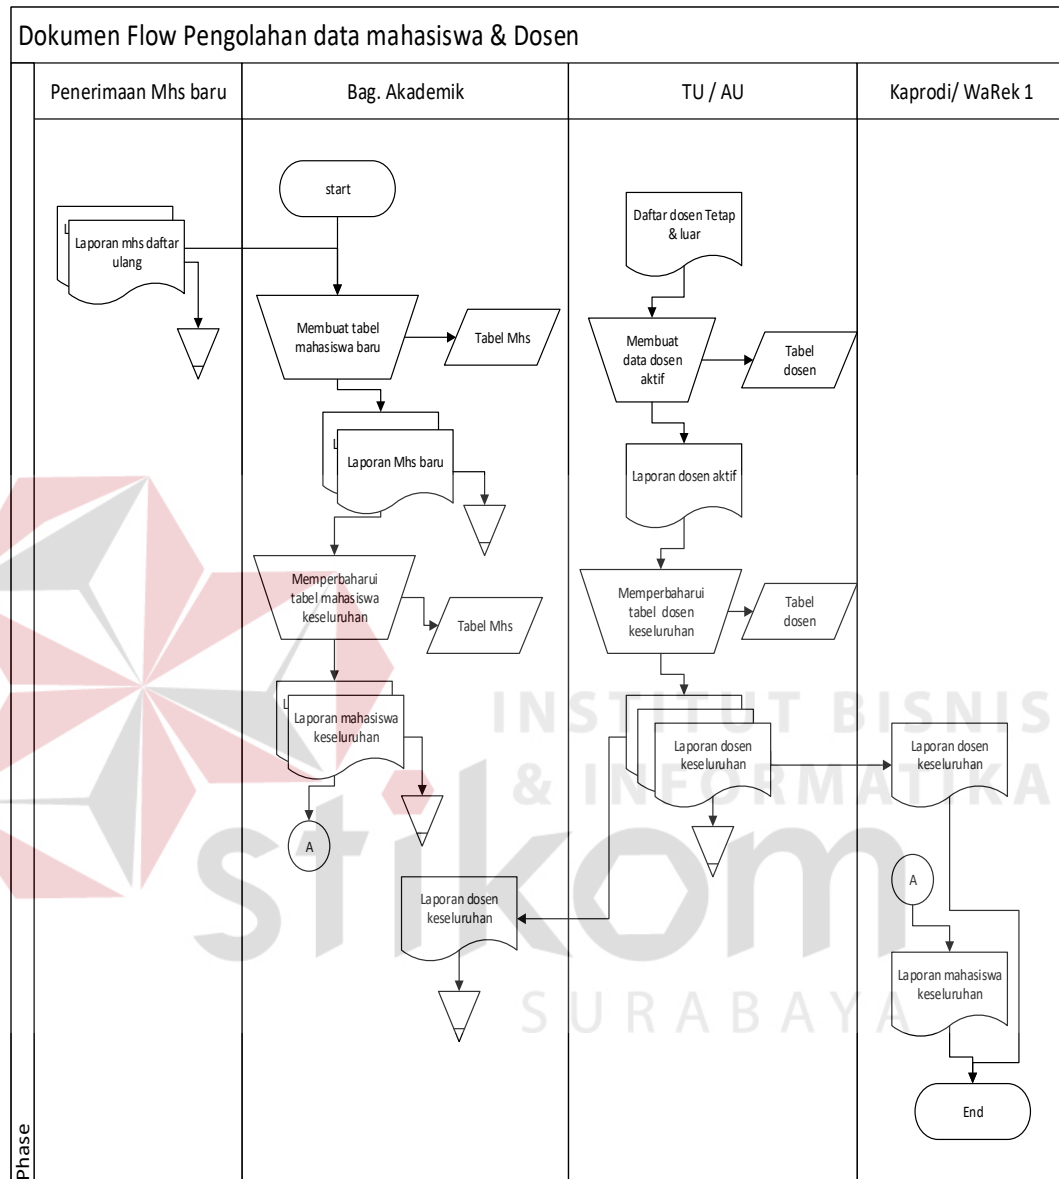 Dokumen Flow Pengolahan data mahasiswa & Dosen
Penerimaan Mhs baru
Bag. Akademik
TU / AU
Kaprodi/ WaRek 1
start
L
Laporan mhs daftar
ulang
Daftar dosen Tetap
& luar
Membuat tabel
mahasiswa baru
Tabel Mhs
Membuat
data dosen
aktif
Tabel
dosen
L
Laporan Mhs baru
Laporan dosen aktif
Memperbaharui
tabel mahasiswa
keseluruhan
Tabel Mhs
Memperbaharui
tabel dosen
keseluruhan
Tabel
dosen
L
Laporan mahasiswa
keseluruhan
Laporan dosen
keseluruhan
Laporan dosen
keseluruhan
A
Laporan dosen
keseluruhan
A
Laporan mahasiswa
keseluruhan
End
Phase
INSTITUT BISNIS
& INFORMATIKA
stikom
SURABAYA